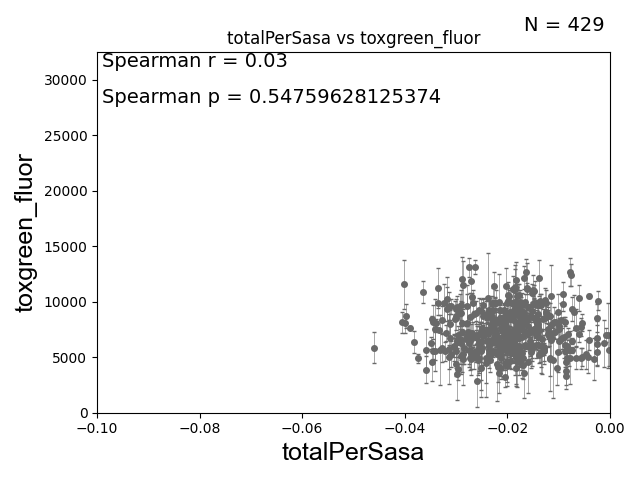 N = 429
totalPerSasa vs toxgreen_fluor
Spearman r = 0.03
Spearman p = 0.54759628125374
toxgreen_fluor
30000
25000
20000
15000
10000
5000
0
−0.10
−0.08
−0.06
−0.04
−0.02
0.00
totalPerSasa